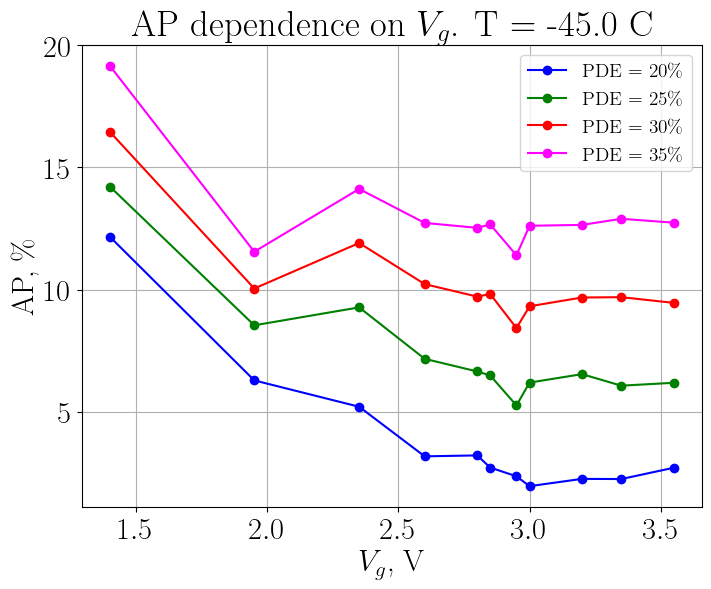 AP dependence on V_g. T = -45.0 C
20
15
10
5
AP, %
PDE = 20%
PDE = 25%
PDE = 30%
PDE = 35%
1.5 2.0 2.5 3.0 3.5
V_g, V